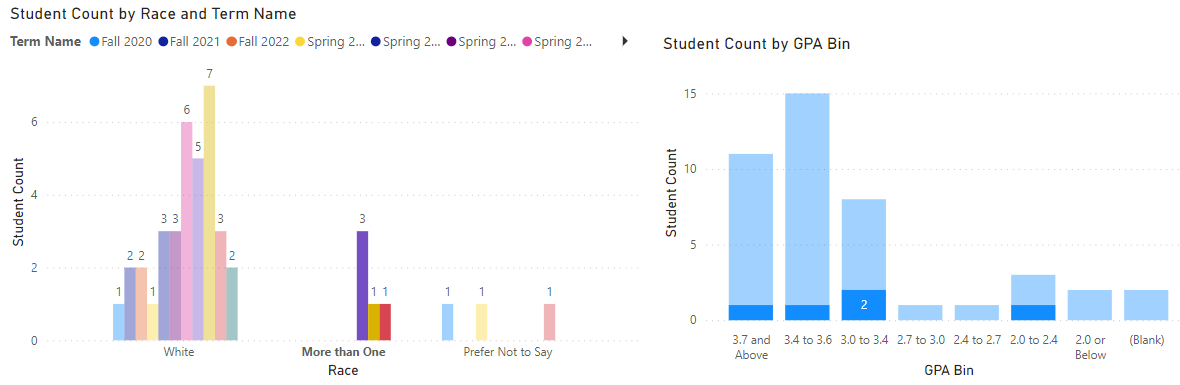 Student Count by Race and Term Name
Term Name Fall 2020 Fall 2021 Fall 2022 Spring 2... Spring 2... Spring 2... Spring 2...
Student Count
6
4
2
0
1
2
2
1
3
3
6
5
7
3
2
3
1
1
1
1
1
White
More than One
Prefer Not to Say
Race
Student Count by GPA Bin
Student Count
15
10
5
0
2
3.7 and
Above
3.4 to 3.6
3.0 to 3.4
2.7 to 3.0
2.4 to 2.7
2.0 to 2.4
2.0 or
Below
(Blank)
GPA Bin